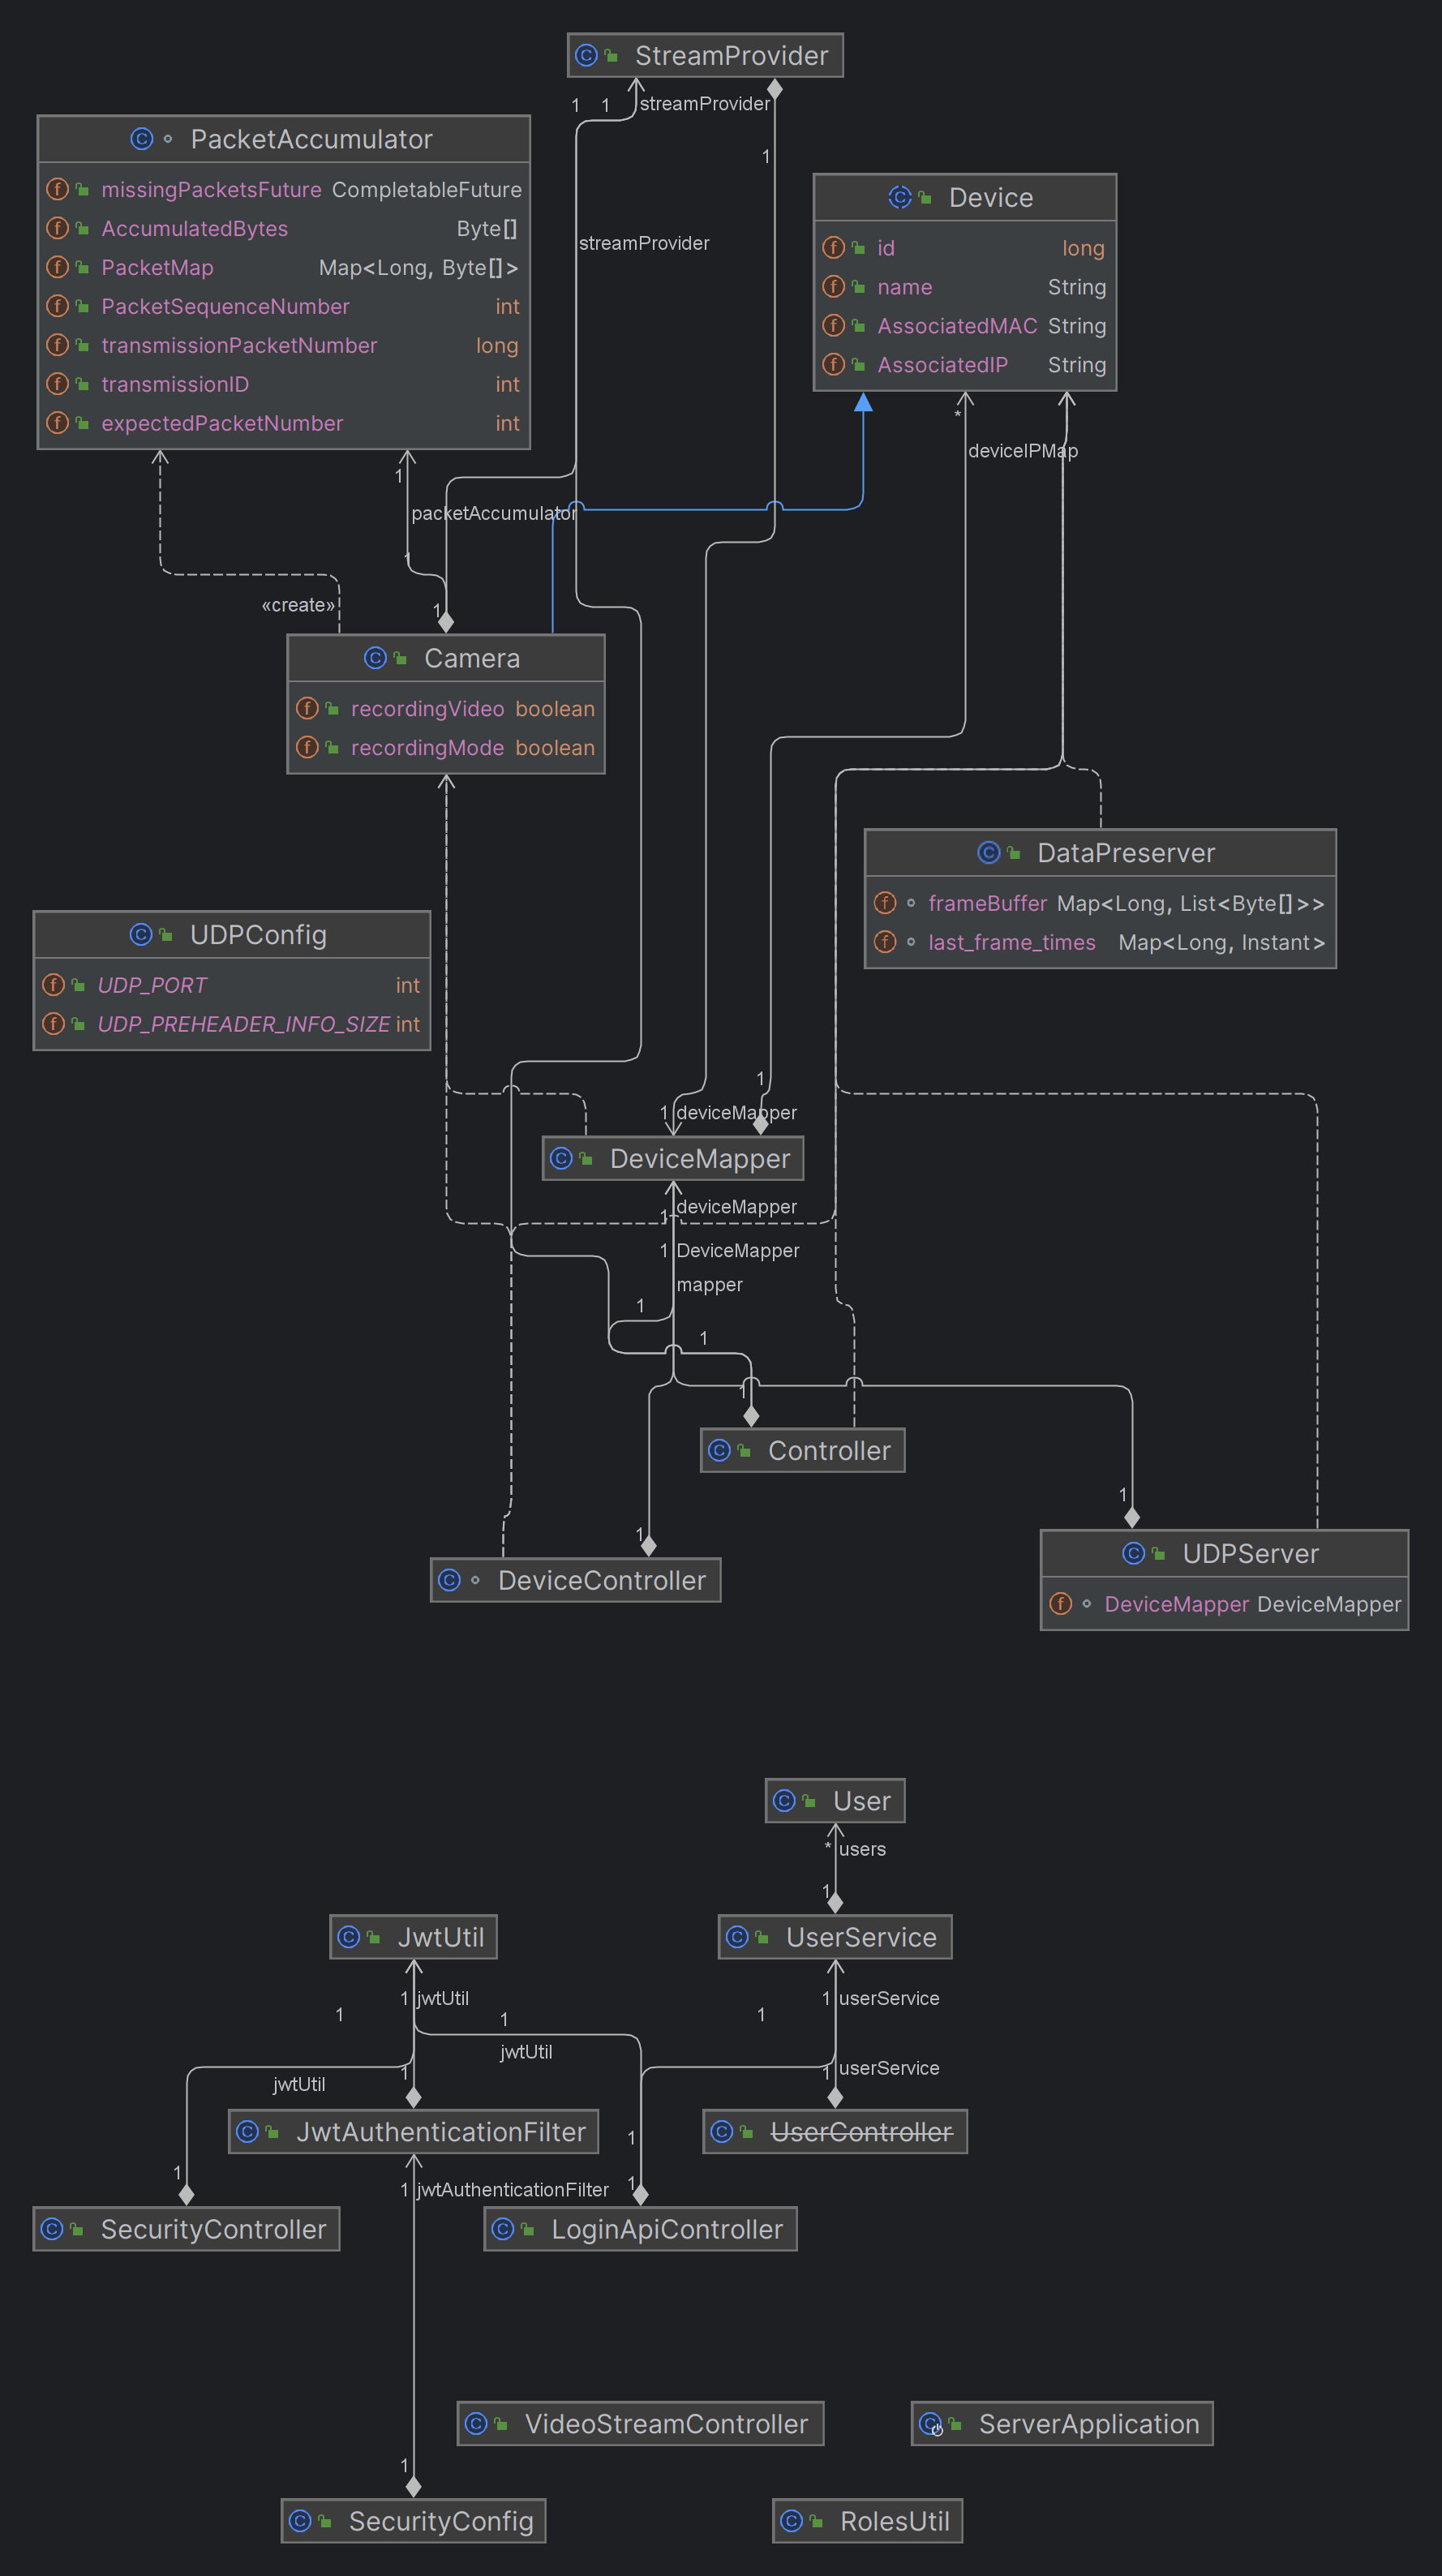 StreamProvider
1 1 streamProvider
PacketAccumulator
missingPacketsFuture CompletableFuture
AccumulatedBytes Byte[]
PacketMap Map<Long, Byte[]>
PacketSequenceNumber int
transmissionPacketNumber long
transmissionID int
expectedPacketNumber int
1
streamProvider
Device
id long
name String
AssociatedMAC String
AssociatedIP String
*
deviceIPMap
1
packetAccumulator
1
«create»
1
Camera
recordingVideo boolean
recordingMode boolean
DataPreserver
frameBuffer Map<Long, List<Byte[]>>
last_frame_times Map<Long, Instant>
UDPConfig
UDP_PORT int
UDP_PREHEADER_INFO_SIZE int
1
1 deviceMapper
DeviceMapper
deviceMapper
1
1 DeviceMapper
mapper
1
1
1
Controller
1
1
DeviceController
UDPServer
DeviceMapper DeviceMapper
User
* users
1
JwtUtil
UserService
1 jwtUtil
1 userService
1
1
1
jwtUtil
userService
1
1
jwtUtil
JwtAuthenticationFilter
UserController
1
1
1
1 jwtAuthenticationFilter
SecurityController
LoginApiController
VideoStreamController
ServerApplication
1
SecurityConfig
RolesUtil